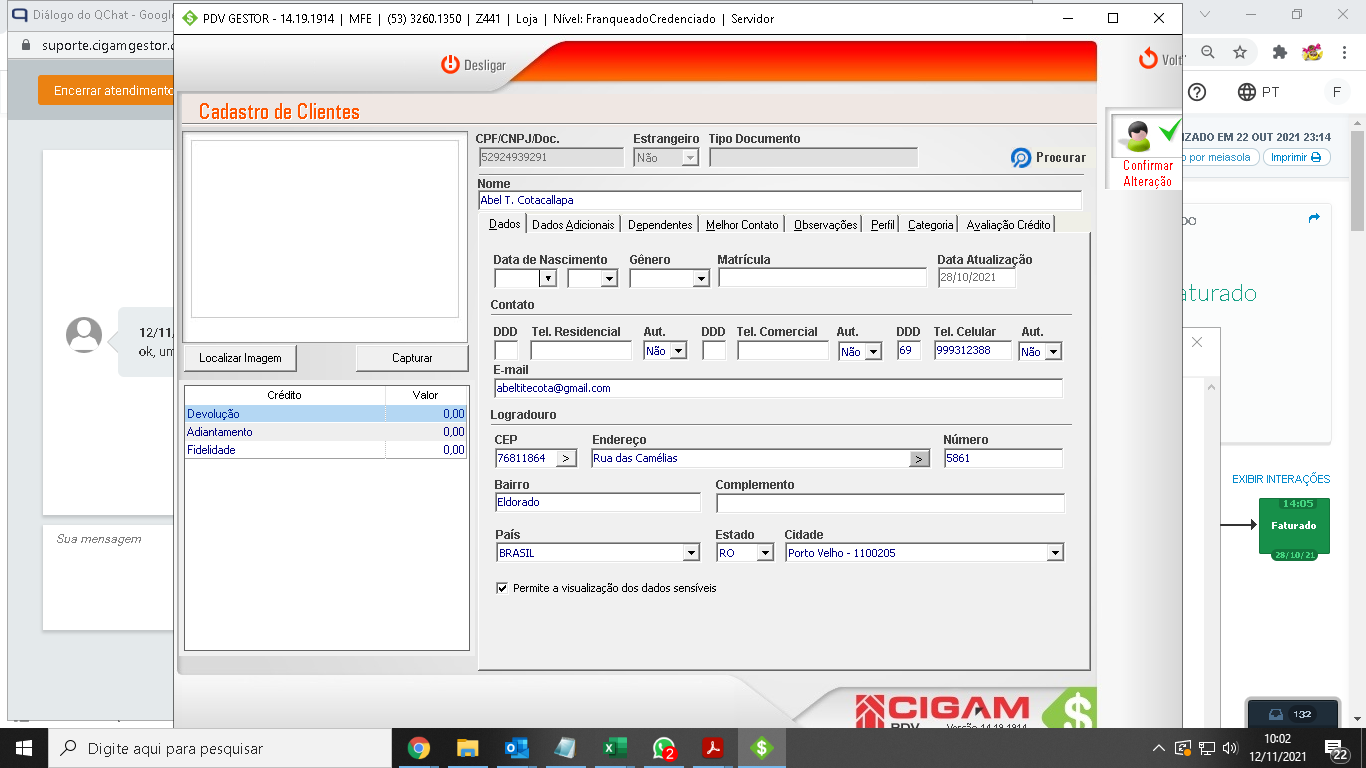 Diálogo do QChat - Google
PDV GESTOR - 14.19.1914 | MFE | (53) 3260.1350 | Z441 | Loja | Nível: FranqueadoCredenciado | Servidor
suporte.cigamgestor.c
Desligar
Volt
Encerrar atendimento
PT
F
Cadastro de Clientes
CPF/CNPJ/Doc.
Estrangeiro
Tipo Documento
52924939291
Não
Procurar
Confirmar
Alteração
IZADO EM 22 OUT 2021 23:14
o por meiasola
Imprimir
Nome
Abel T. Cotacallapa
Dados
Dados Adicionais
Dependentes
Melhor Contato
Observações
Perfil
Categoria
Avaliação Crédito
Data de Nascimento
Gênero
Matrícula
Data Atualização
28/10/2021
aturado
Contato
DDD
Tel. Residencial
Aut.
DDD
Tel. Comercial
Aut.
DDD
Tel. Celular
Aut.
Não
Não
69
999312388
Não
12/11/
ok, um
Localizar Imagem
Capturar
E-mail
abeltitecota@gmail.com
Crédito
Valor
Devolução
0,00
Adiantamento
0,00
Fidelidade
0,00
Logradouro
CEP
Endereço
Número
76811864
>
Rua das Camélias
>
5861
Bairro
Complemento
Eldorado
País
Estado
Cidade
BRASIL
RO
Porto Velho - 1100205
Permite a visualização dos dados sensíveis
EXIBIR INTERAÇÕES
14:05
Faturado
28/10/21
Sua mensagem
CIGAM
$
PDV
Versão 14.19.1914
132
Digite aqui para pesquisar
2
10:02
12/11/2021
22